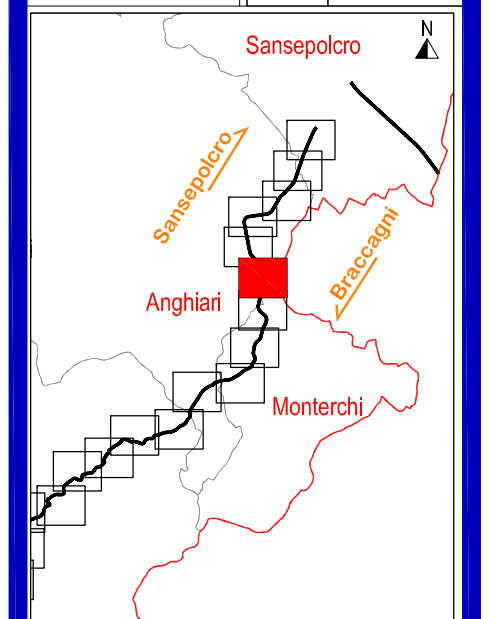 Sansepolcro
N
Sansepolcro
Braccagni
Anghiari
Monterchi